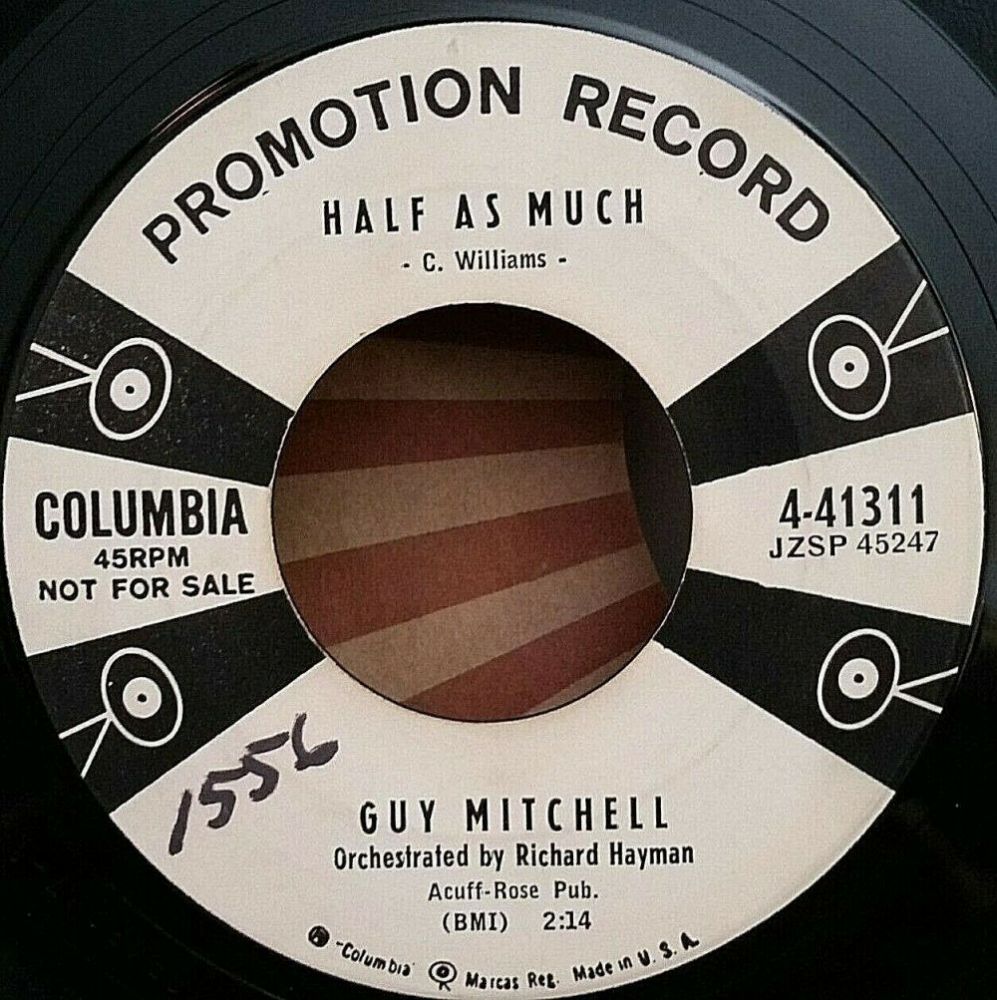 PROMOTION RECORD
HALF AS MUCH
- C. Williams -
COLUMBIA
45RPM
NOT FOR SALE
4-41311
JZSP 45247
1556
GUY MITCHELL
Orchestrated by Richard Hayman
Acuff-Rose Pub.
(BMI) 2:14
"Columbia" Marcas Reg. Made in U. S. A.